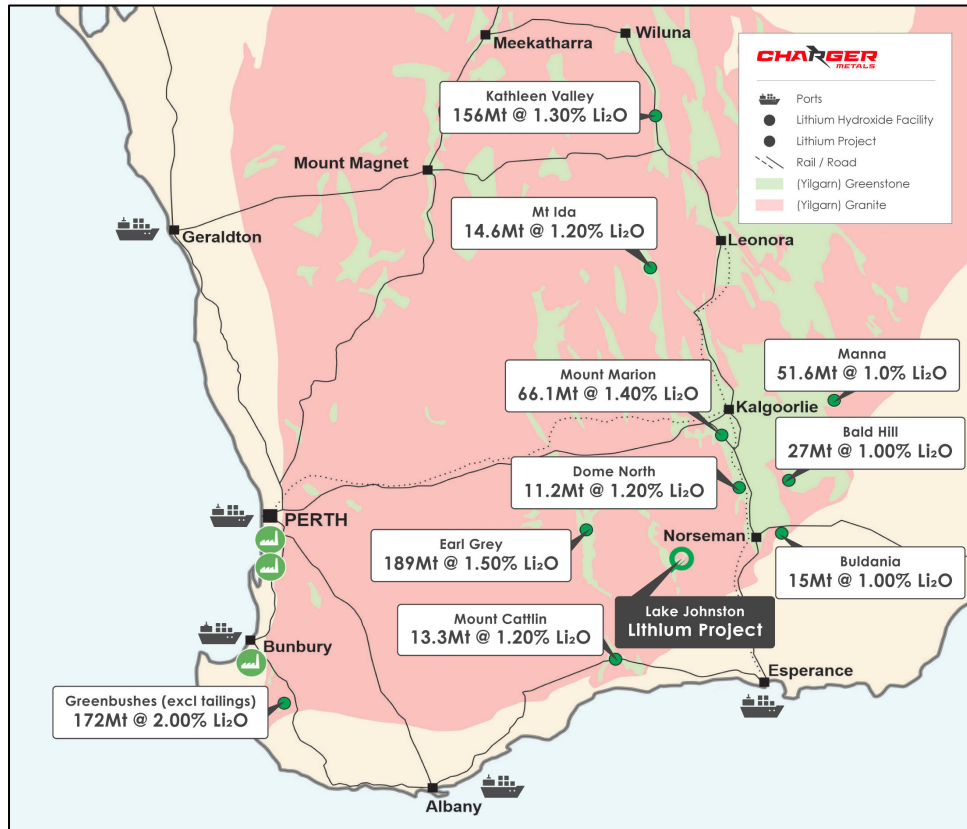 Meekatharra
Wiluna
CHARGER
METALS
Ports
Lithium Hydroxide Facility
Lithium Project
Rail / Road
(Yilgarn) Greenstone
(Yilgarn) Granite
Kathleen Valley
156Mt @ 1.30% Li₂O
Mount Magnet
Mt Ida
14.6Mt @ 1.20% Li₂O
Geraldton
Leonora
Mount Marion
66.1Mt @ 1.40% Li₂O
Manna
51.6Mt @ 1.0% Li₂O
Kalgoorlie
Bald Hill
27Mt @ 1.00% Li₂O
Dome North
11.2Mt @ 1.20% Li₂O
PERTH
Earl Grey
189Mt @ 1.50% Li₂O
Norseman
Buldania
15Mt @ 1.00% Li₂O
Lake Johnston
Lithium Project
Mount Cattlin
13.3Mt @ 1.20% Li₂O
Bunbury
Esperance
Greenbushes (excl tailings)
172Mt @ 2.00% Li₂O
Albany